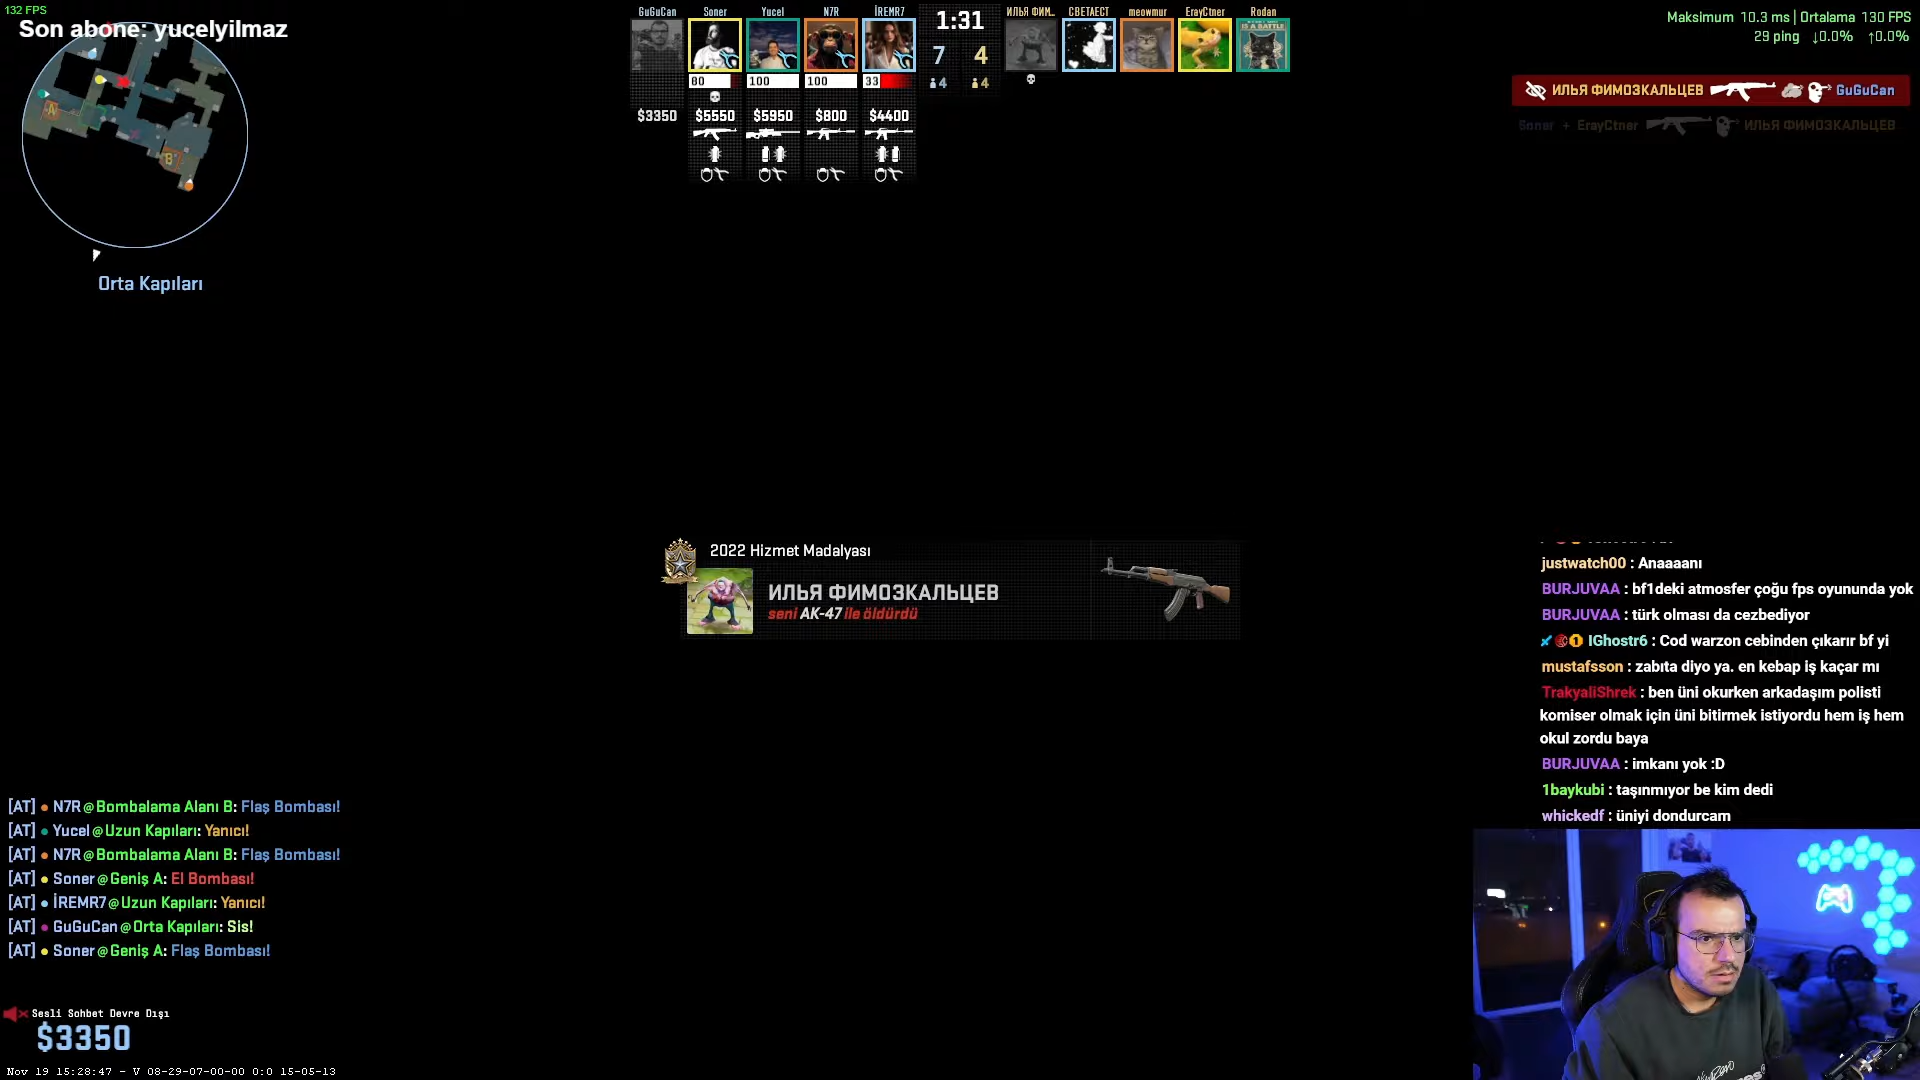 132 FPS
Son abone: yucelyilmaz
Orta Kapıları
GuGuCan
Soner
Yucel
N7R
İREMR7
1:31
7
4
4
4
ИЛЬЯ ФИМ...
СВЕТАЕСТ
meowmur
ErayCtner
Rodan
80
100
100
33
$3350
$5550
$5950
$800
$4400
Maksimum 10.3 ms | Ortalama 130 FPS
29 ping ↓0.0% ↑0.0%
ИЛЬЯ ФИМОЗКАЛЬЦЕВ GuGuCan
Soner + ErayCtner ИЛЬЯ ФИМОЗКАЛЬЦЕВ
2022 Hizmet Madalyası
ИЛЬЯ ФИМОЗКАЛЬЦЕВ
seni AK-47 ile öldürdü
justwatch00 : Anaaaanı
BURJUVAA : bf1deki atmosfer çoğu fps oyununda yok
BURJUVAA : türk olması da cezbediyor
IGhostr6 : Cod warzon cebinden çıkarır bf yi
mustafsson : zabıta diyo ya. en kebap iş kaçar mı
TrakyaliShrek : ben üni okurken arkadaşım polisti
komiser olmak için üni bitirmek istiyordu hem iş hem
okul zordu baya
BURJUVAA : imkanı yok :D
1baykubi : taşınmıyor be kim dedi
whickedf : üniyi dondurcam
[AT] ● N7R@Bombalama Alanı B: Flaş Bombası!
[AT] ● Yucel@Uzun Kapıları: Yanıcı!
[AT] ● N7R@Bombalama Alanı B: Flaş Bombası!
[AT] ● Soner@Geniş A: El Bombası!
[AT] ● İREMR7@Uzun Kapıları: Yanıcı!
[AT] ● GuGuCan@Orta Kapıları: Sis!
[AT] ● Soner@Geniş A: Flaş Bombası!
Sesli Sohbet Devre Dışı
$3350
Nov 19 15:28:47 - V 08-29-07-00-00 0:0 15-05-13